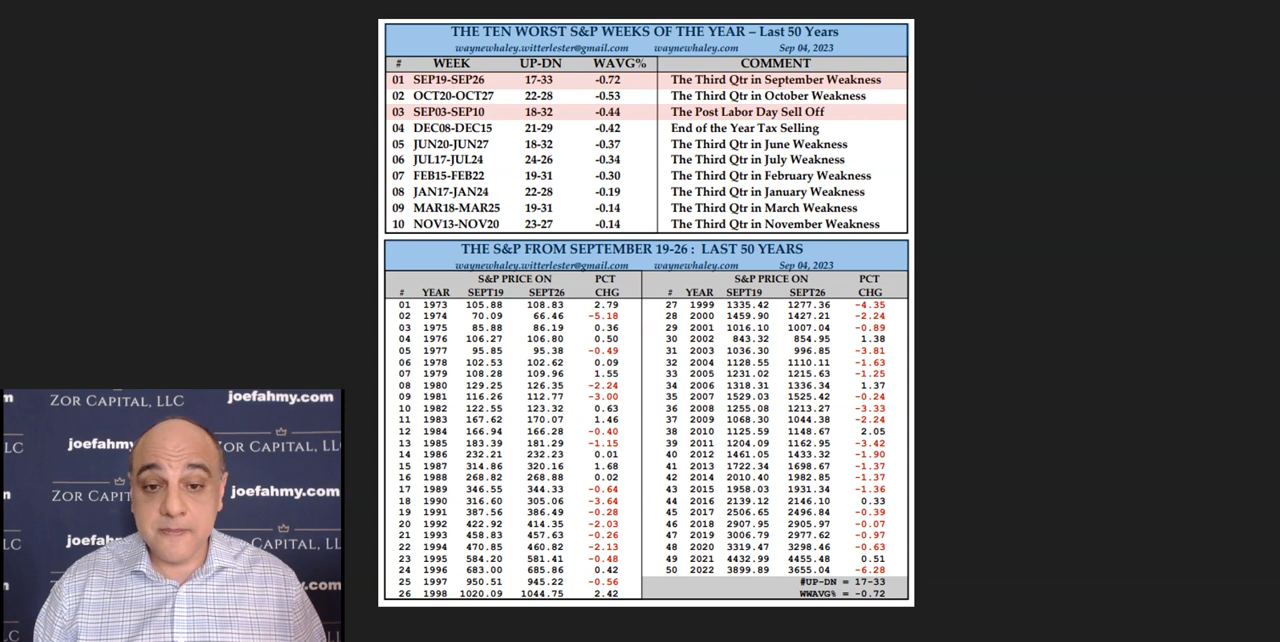 THE TEN WORST S&P WEEKS OF THE YEAR – Last 50 Years
waynewhaley.witterlester@gmail.com waynewhaley.com Sep 04, 2023
# WEEK UP-DN WAVG% COMMENT
01 SEP19-SEP26 17-33 -0.72 The Third Qtr in September Weakness
02 OCT20-OCT27 22-28 -0.53 The Third Qtr in October Weakness
03 SEP03-SEP10 18-32 -0.44 The Post Labor Day Sell Off
04 DEC08-DEC15 21-29 -0.42 End of the Year Tax Selling
05 JUN20-JUN27 18-32 -0.37 The Third Qtr in June Weakness
06 JUL17-JUL24 24-26 -0.34 The Third Qtr in July Weakness
07 FEB15-FEB22 19-31 -0.30 The Third Qtr in February Weakness
08 JAN17-JAN24 22-28 -0.19 The Third Qtr in January Weakness
09 MAR18-MAR25 19-31 -0.14 The Third Qtr in March Weakness
10 NOV13-NOV20 23-27 -0.14 The Third Qtr in November Weakness
THE S&P FROM SEPTEMBER 19-26 : LAST 50 YEARS
waynewhaley.witterlester@gmail.com waynewhaley.com Sep 04, 2023
S&P PRICE ON PCT S&P PRICE ON PCT
# YEAR SEPT19 SEPT26 CHG # YEAR SEPT19 SEPT26 CHG
01 1973 105.88 108.83 2.79 27 1999 1335.42 1277.36 -4.35
02 1974 70.09 66.46 -5.18 28 2000 1459.90 1427.21 -2.24
03 1975 85.88 86.19 0.36 29 2001 1016.10 1007.04 -0.89
04 1976 106.27 106.80 0.50 30 2002 843.32 854.95 1.38
05 1977 95.85 95.38 -0.49 31 2003 1036.30 996.85 -3.81
06 1978 102.53 102.62 0.09 32 2004 1128.55 1110.11 -1.63
07 1979 108.28 109.96 1.55 33 2005 1231.02 1215.63 -1.25
08 1980 129.25 126.35 -2.24 34 2006 1318.31 1336.34 1.37
09 1981 116.26 112.77 -3.00 35 2007 1529.03 1525.42 -0.24
10 1982 122.55 123.32 0.63 36 2008 1255.08 1213.27 -3.33
11 1983 167.62 170.07 1.46 37 2009 1068.30 1044.38 -2.24
12 1984 166.94 166.28 -0.40 38 2010 1125.59 1148.67 2.05
13 1985 183.39 181.29 -1.15 39 2011 1204.09 1162.95 -3.42
14 1986 232.21 232.23 0.01 40 2012 1461.05 1433.32 -1.90
15 1987 314.86 320.16 1.68 41 2013 1722.34 1698.67 -1.37
16 1988 268.82 268.88 0.02 42 2014 2010.40 1982.85 -1.37
17 1989 346.55 344.33 -0.64 43 2015 1958.03 1931.34 -1.36
18 1990 316.60 305.06 -3.64 44 2016 2139.12 2146.10 0.33
19 1991 387.56 386.49 -0.28 45 2017 2506.65 2496.84 -0.39
20 1992 422.92 414.35 -2.03 46 2018 2907.95 2905.97 -0.07
21 1993 458.83 457.63 -0.26 47 2019 3006.79 2977.62 -0.97
22 1994 470.85 460.82 -2.13 48 2020 3319.47 3298.46 -0.63
23 1995 584.20 581.41 -0.48 49 2021 4432.99 4455.48 0.51
24 1996 683.00 685.86 0.42 50 2022 3899.89 3655.04 -6.28
25 1997 950.51 945.22 -0.56 #UP-DN = 17-33
26 1998 1020.09 1044.75 2.42 WWAVG% = -0.72
m ZOR CAPITAL, LLC joefahmy.com
LC joefahmy OR CAPITAL, LL
n ZOR CAPIT joefahmy.com
LC joefah CAPITAL, LL
m .com